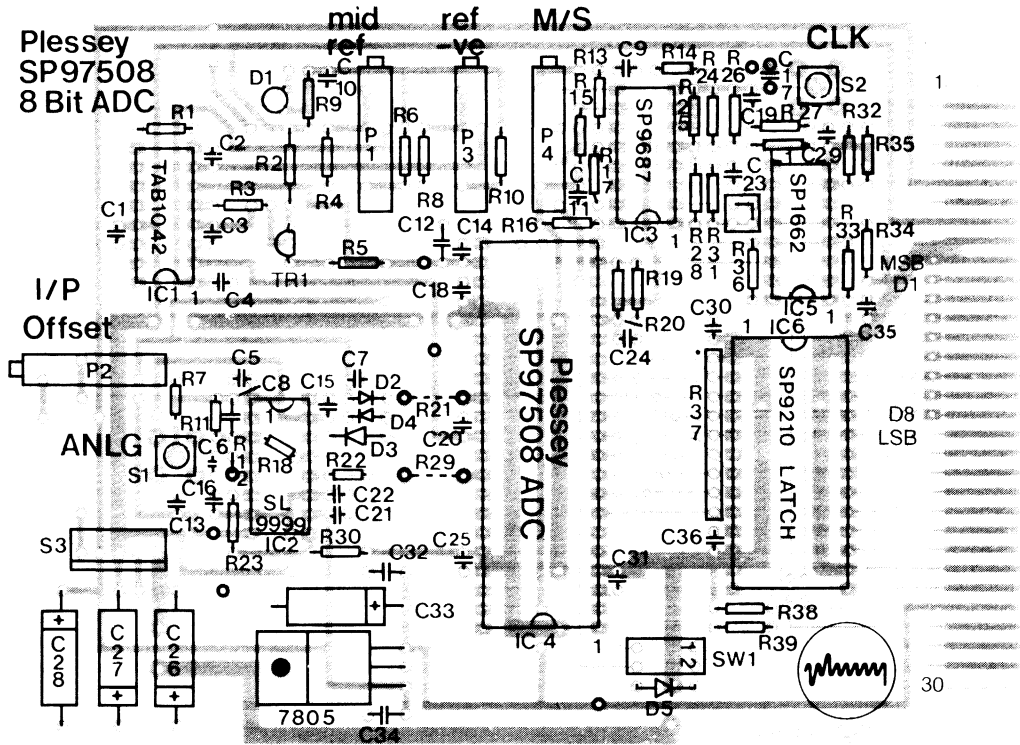 Plessey
SP97508
8 Bit ADC
mid
ref
ref
-ve
M/S
CLK
R13
C9
R14
R24
R26
C17
S2
1
D1
C10
R9
R1
R6
R15
P1
P3
P4
SP9687
C19
R27
R32
R35
C2
R2
R3
R4
R8
R10
C11
R17
C29
TAB1042
C1
C3
C12
C14
R16
IC3
1
R28
R31
C23
R36
SP1662
R33
R34
TR1
R5
MSB
D1
IC1
1
C4
C18
R19
R20
C30
IC5
1
C35
I/P
Offset
C24
1
IC6
P2
R7
C5
C8
C7
C15
D2
D4
D3
R21
C20
Plessey
SP97508 ADC
R37
SP9210 LATCH
D8
LSB
ANLG
R11
C6
R12
1
R18
R22
R29
S1
C16
C13
C22
C21
SL
9999
IC2
S3
R23
R30
C32
C25
C31
C36
C33
R38
R39
C28
C27
C26
IC 4
1
1 2
SW1
7805
C34
D5
30